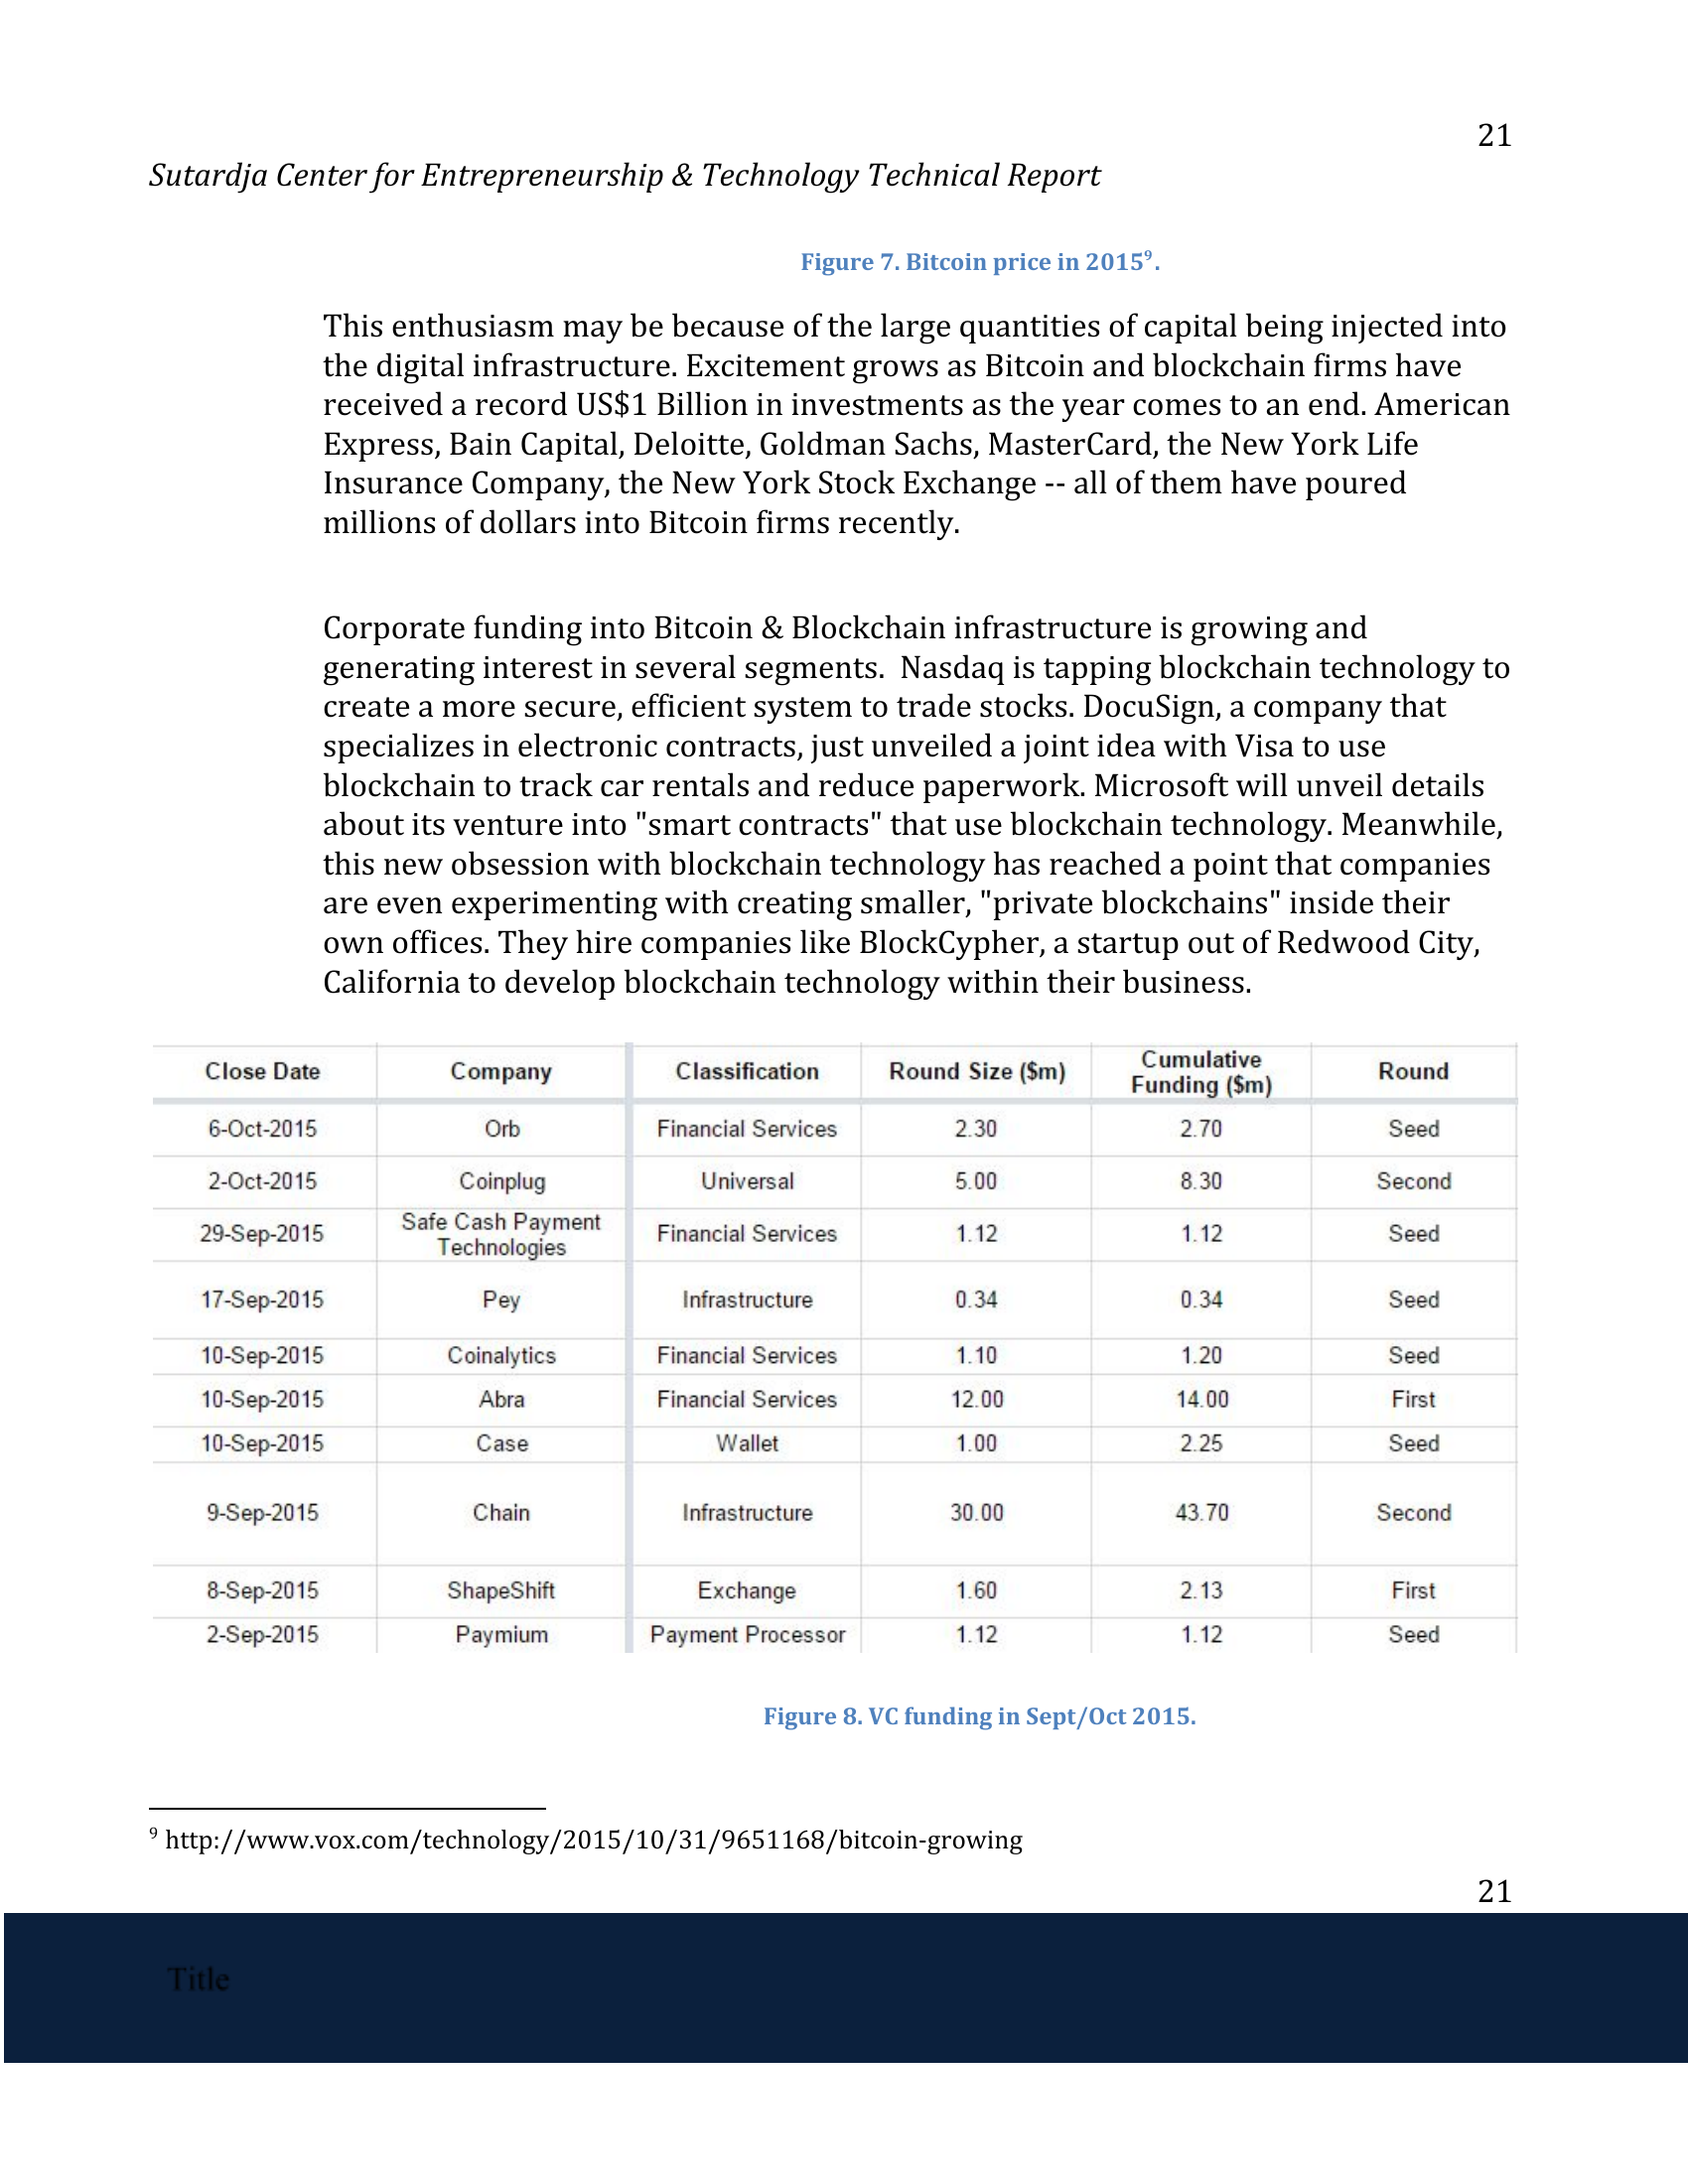 21
Sutardja Center for Entrepreneurship & Technology Technical Report
Figure 7. Bitcoin price in 2015⁹.
This enthusiasm may be because of the large quantities of capital being injected into
the digital infrastructure. Excitement grows as Bitcoin and blockchain firms have
received a record US$1 Billion in investments as the year comes to an end. American
Express, Bain Capital, Deloitte, Goldman Sachs, MasterCard, the New York Life
Insurance Company, the New York Stock Exchange -- all of them have poured
millions of dollars into Bitcoin firms recently.
Corporate funding into Bitcoin & Blockchain infrastructure is growing and
generating interest in several segments.  Nasdaq is tapping blockchain technology to
create a more secure, efficient system to trade stocks. DocuSign, a company that
specializes in electronic contracts, just unveiled a joint idea with Visa to use
blockchain to track car rentals and reduce paperwork. Microsoft will unveil details
about its venture into "smart contracts" that use blockchain technology. Meanwhile,
this new obsession with blockchain technology has reached a point that companies
are even experimenting with creating smaller, "private blockchains" inside their
own offices. They hire companies like BlockCypher, a startup out of Redwood City,
California to develop blockchain technology within their business.
Close Date Company Classification Round Size ($m) Cumulative Funding ($m) Round
6-Oct-2015 Orb Financial Services 2.30 2.70 Seed
2-Oct-2015 Coinplug Universal 5.00 8.30 Second
29-Sep-2015 Safe Cash Payment Technologies Financial Services 1.12 1.12 Seed
17-Sep-2015 Pey Infrastructure 0.34 0.34 Seed
10-Sep-2015 Coinalytics Financial Services 1.10 1.20 Seed
10-Sep-2015 Abra Financial Services 12.00 14.00 First
10-Sep-2015 Case Wallet 1.00 2.25 Seed
9-Sep-2015 Chain Infrastructure 30.00 43.70 Second
8-Sep-2015 ShapeShift Exchange 1.60 2.13 First
2-Sep-2015 Paymium Payment Processor 1.12 1.12 Seed
Figure 8. VC funding in Sept/Oct 2015.
⁹ http://www.vox.com/technology/2015/10/31/9651168/bitcoin-growing
21
Title